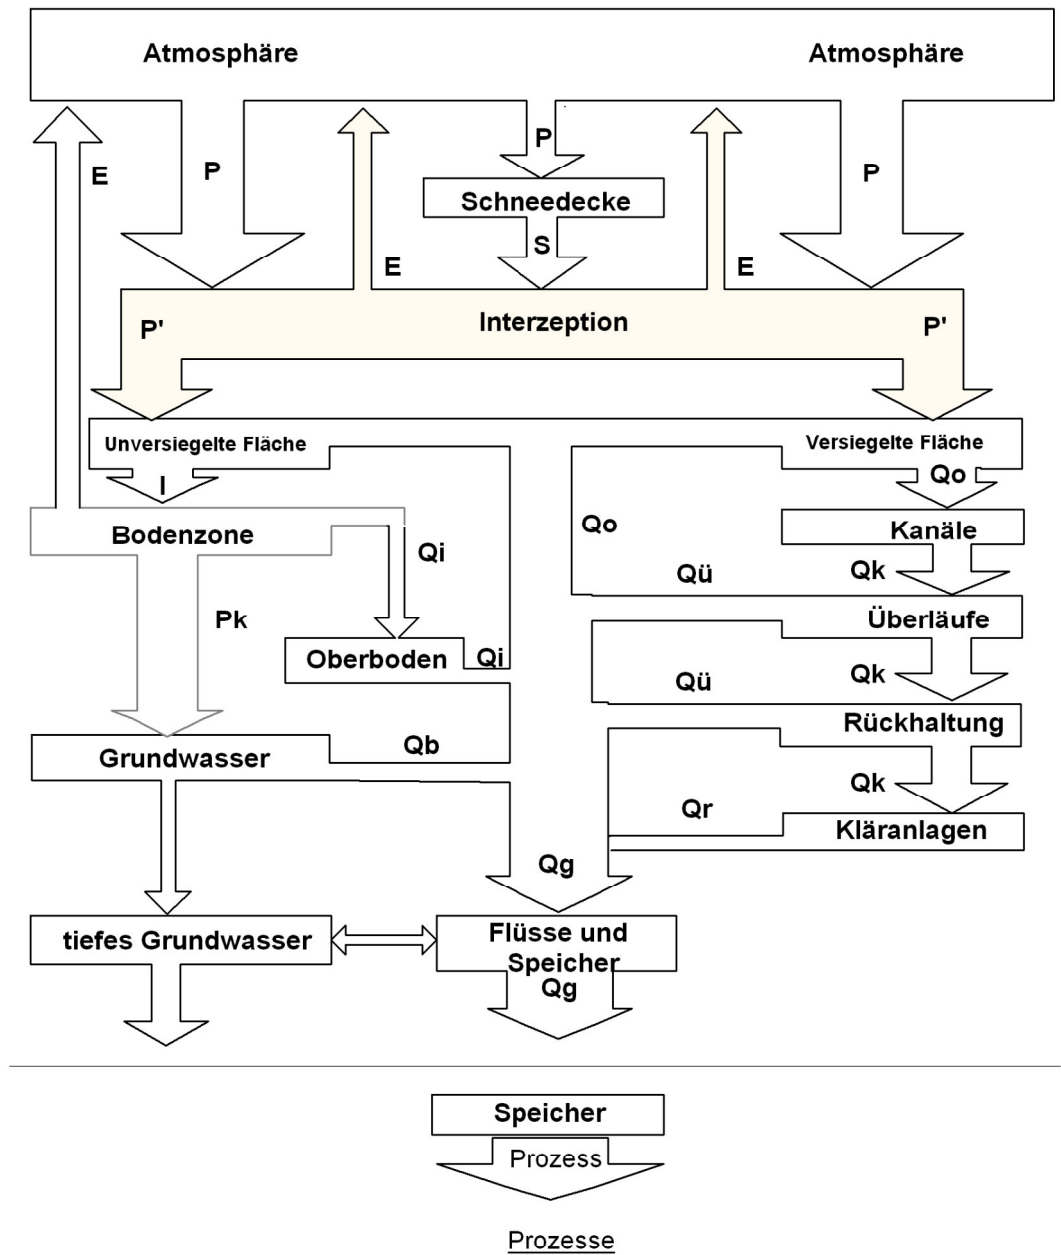 Atmosphäre Atmosphäre
P
E
P
P
Schneedecke
S
E
E
P'
Interzeption
P'
Unversiegelte Fläche
Versiegelte Fläche
I
Qo
Bodenzone
Qo
Kanäle
Qi
Qü
Qk
Pk
Überläufe
Oberboden
Qi
Qü
Qk
Rückhaltung
Qb
Grundwasser
Qk
Qr
Kläranlagen
Qg
tiefes Grundwasser
Flüsse und
Speicher
Qg
Speicher
Prozess
Prozesse